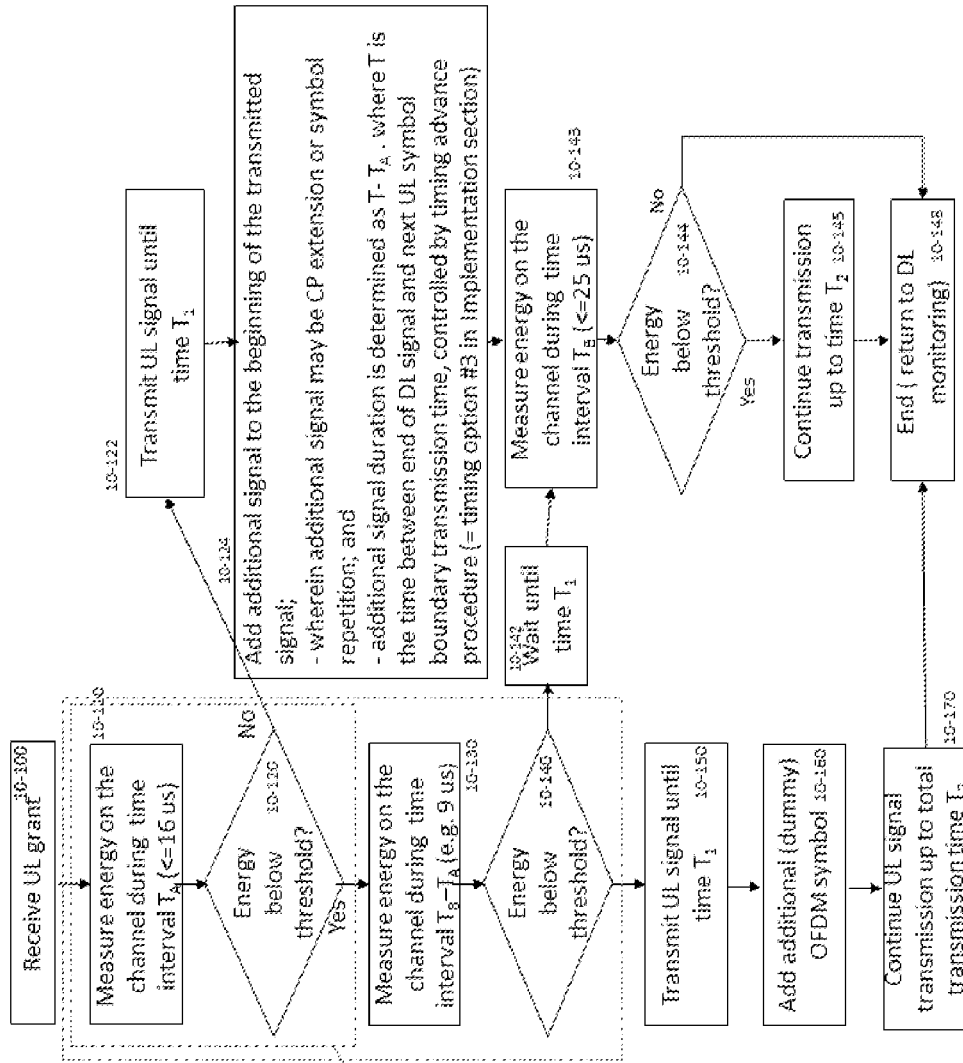 Receive UL grant
10-100
Measure energy on the
channel during time
interval T_A (<=16 us)
10-110
Energy
below
threshold?
10-120
No
Yes
10-122
Transmit UL signal until
time T_1
10-124
Add additional signal to the beginning of the transmitted
signal;
- wherein additional signal may be CP extension or symbol
repetition; and
- additional signal duration is determined as T- T_A , where T is
the time between end of DL signal and next UL symbol
boundary transmission time, controlled by timing advance
procedure (= timing option #3 in Implementation section)
Measure energy on the
channel during time
interval T_B-T_A (e.g. 9 us)
10-130
Energy
below
threshold?
10-140
10-142
Wait until
time T_1
Measure energy on the
channel during time
interval T_B (<=25 us)
10-143
Energy
below
threshold?
10-144
No
Yes
Continue transmission
up to time T_2
10-145
End ( return to DL
monitoring)
10-148
Transmit UL signal until
time T_1
10-150
Add additional (dummy)
OFDM symbol
10-160
Continue UL signal
transmission up to total
transmission time T_2
10-170